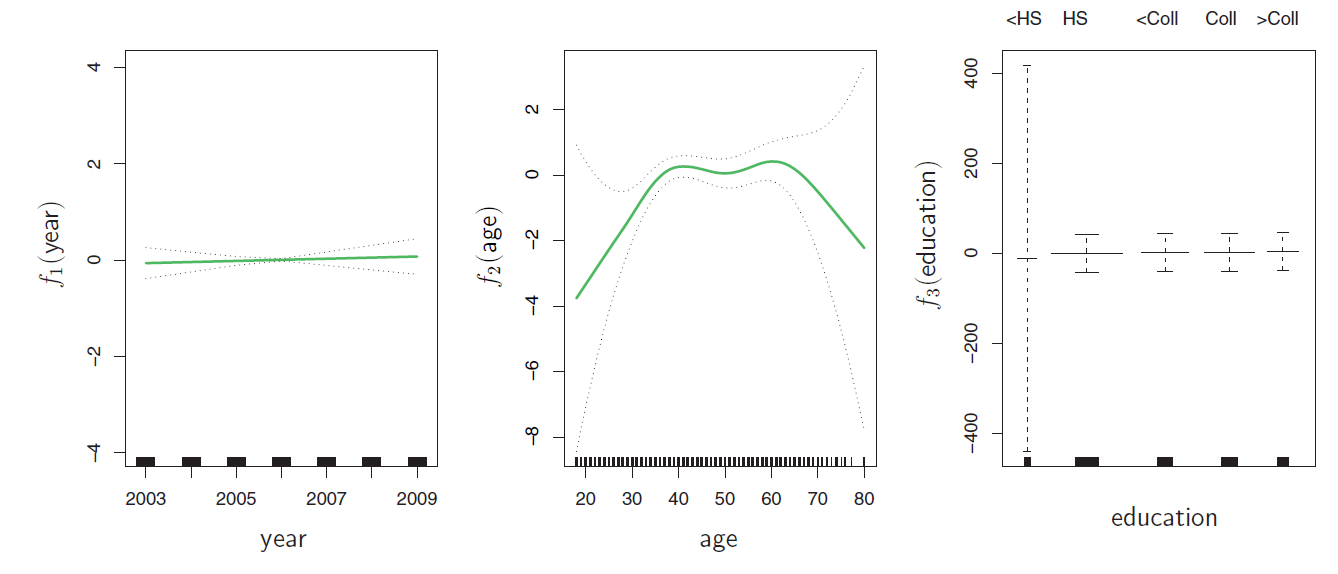 <HS HS <Coll Coll >Coll
4
2
0
−2
−4
f1(year)
2003 2005 2007 2009
year
2
0
−2
−4
−6
−8
f2(age)
20 30 40 50 60 70 80
age
400
200
0
−200
−400
f3(education)
education